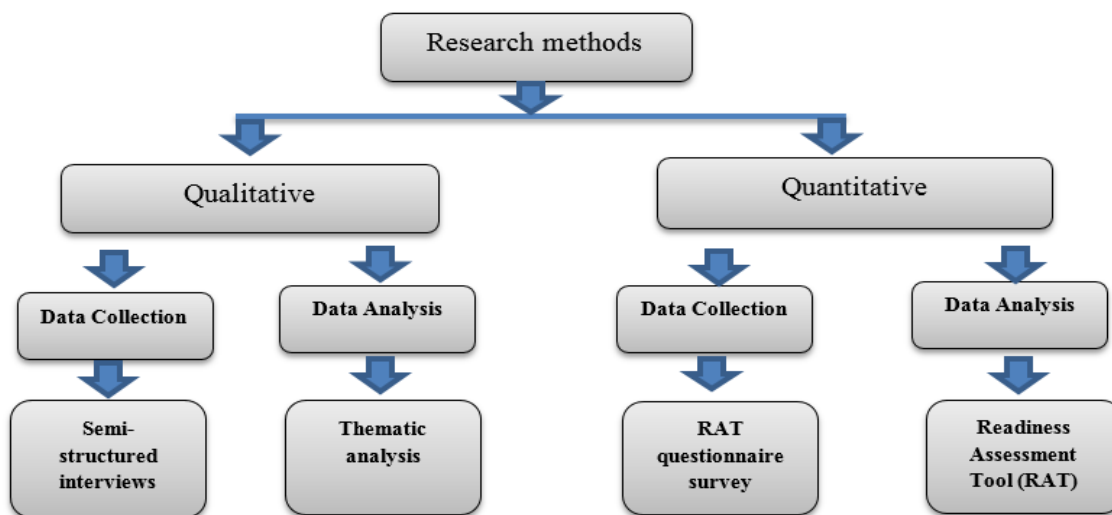 Research methods
Qualitative
Quantitative
Data Collection
Data Analysis
Data Collection
Data Analysis
Semi-
structured
interviews
Thematic
analysis
RAT
questionnaire
survey
Readiness
Assessment
Tool (RAT)